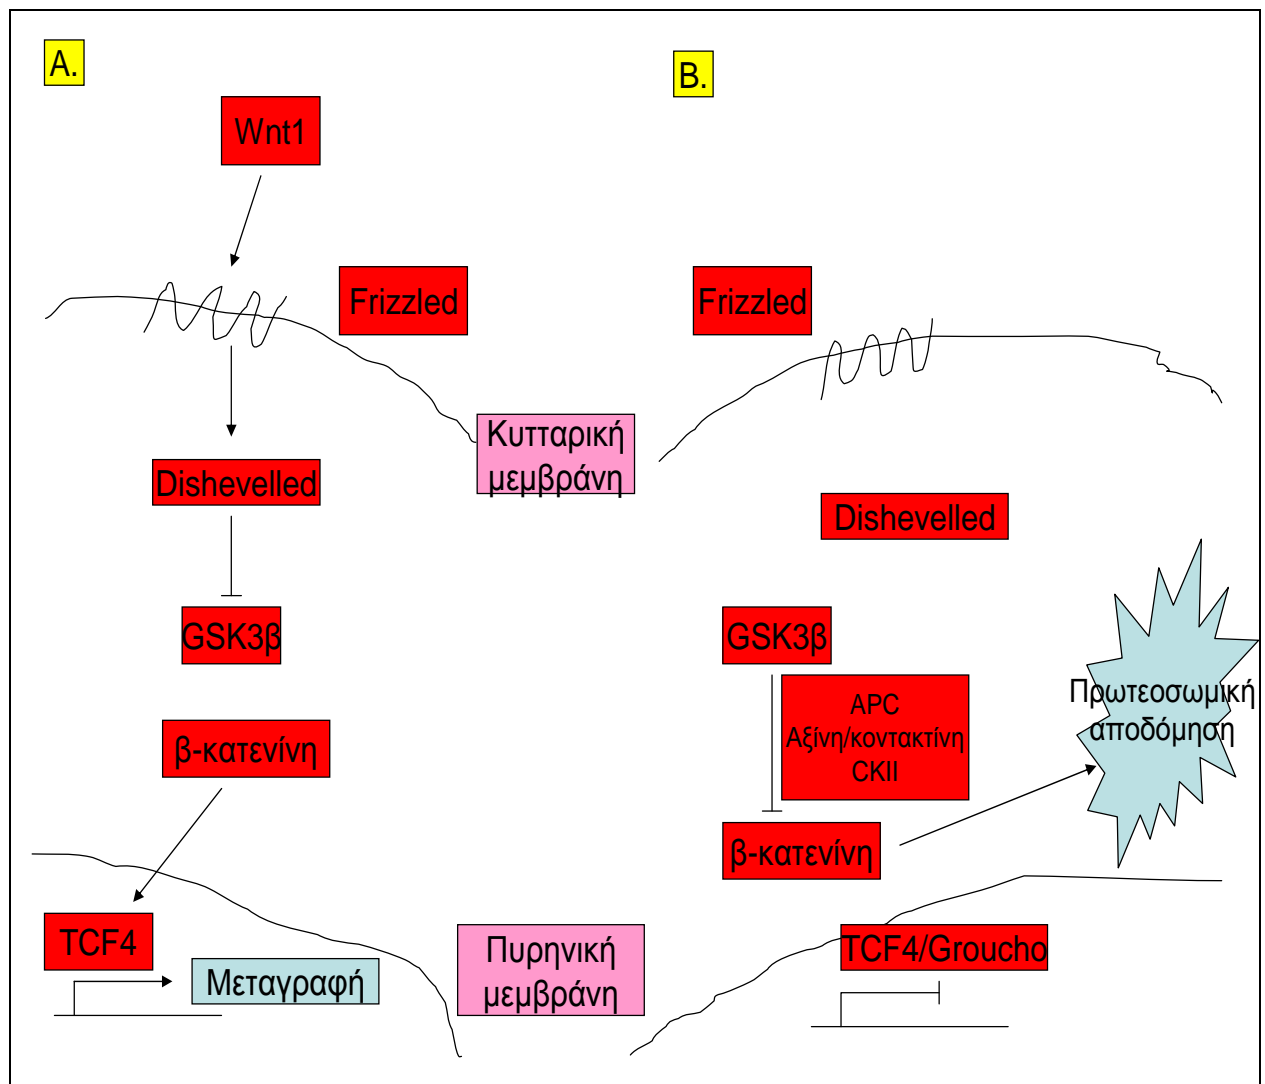 Α.
Wnt1
Frizzled
Κυτταρική
μεμβράνη
Dishevelled
GSK3β
β-κατενίνη
TCF4
Μεταγραφή
Πυρηνική
μεμβράνη
Β.
Frizzled
Dishevelled
GSK3β
APC
Αξίνη/κοντακτίνη
CKII
β-κατενίνη
Πρωτεοσωμική
αποδόμηση
TCF4/Groucho